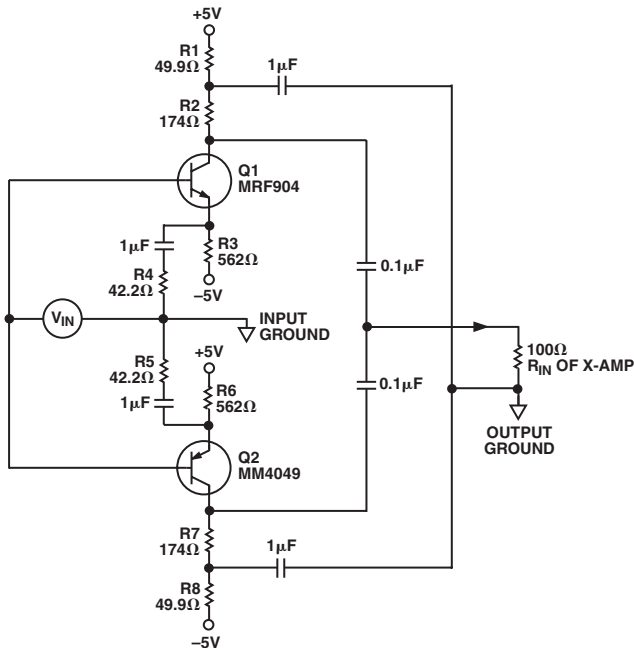 +5V
R1
49.9Ω
1μF
R2
174Ω
Q1
MRF904
1μF
R3
562Ω
R4
42.2Ω
–5V
0.1μF
VIN
INPUT
GROUND
100Ω
RIN OF X-AMP
R5
42.2Ω
+5V
R6
562Ω
1μF
0.1μF
OUTPUT
GROUND
Q2
MM4049
R7
174Ω
1μF
R8
49.9Ω
–5V